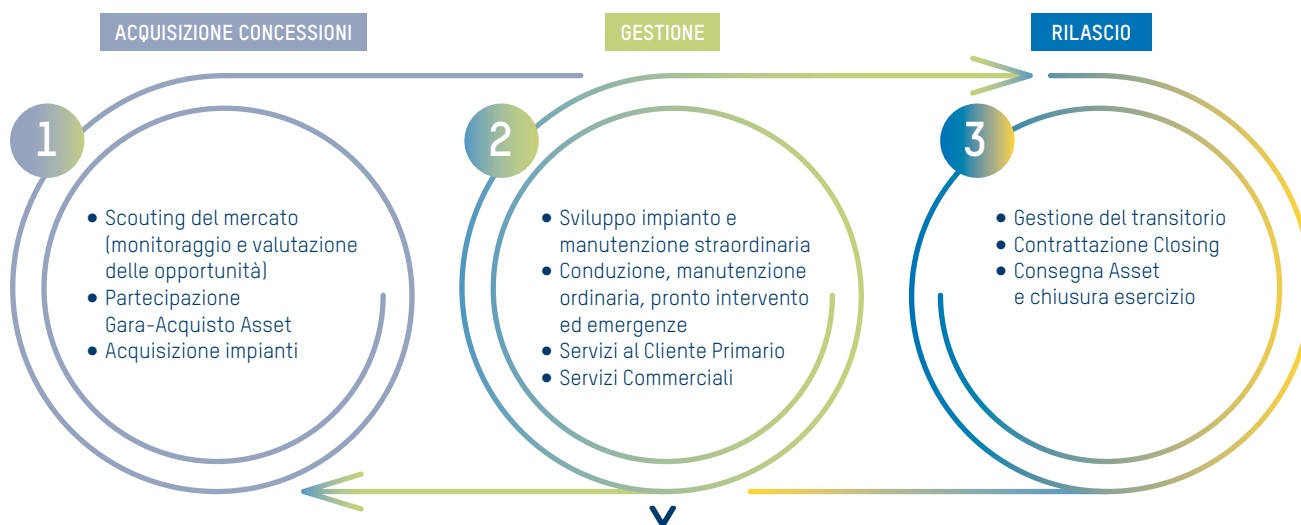 ACQUISIZIONE CONCESSIONI
1
• Scouting del mercato
(monitoraggio e valutazione
delle opportunità)
• Partecipazione
Gara-Acquisto Asset
• Acquisizione impianti
GESTIONE
2
• Sviluppo impianto e
manutenzione straordinaria
• Conduzione, manutenzione
ordinaria, pronto intervento
ed emergenze
• Servizi al Cliente Primario
• Servizi Commerciali
RILASCIO
3
• Gestione del transitorio
• Contrattazione Closing
• Consegna Asset
e chiusura esercizio